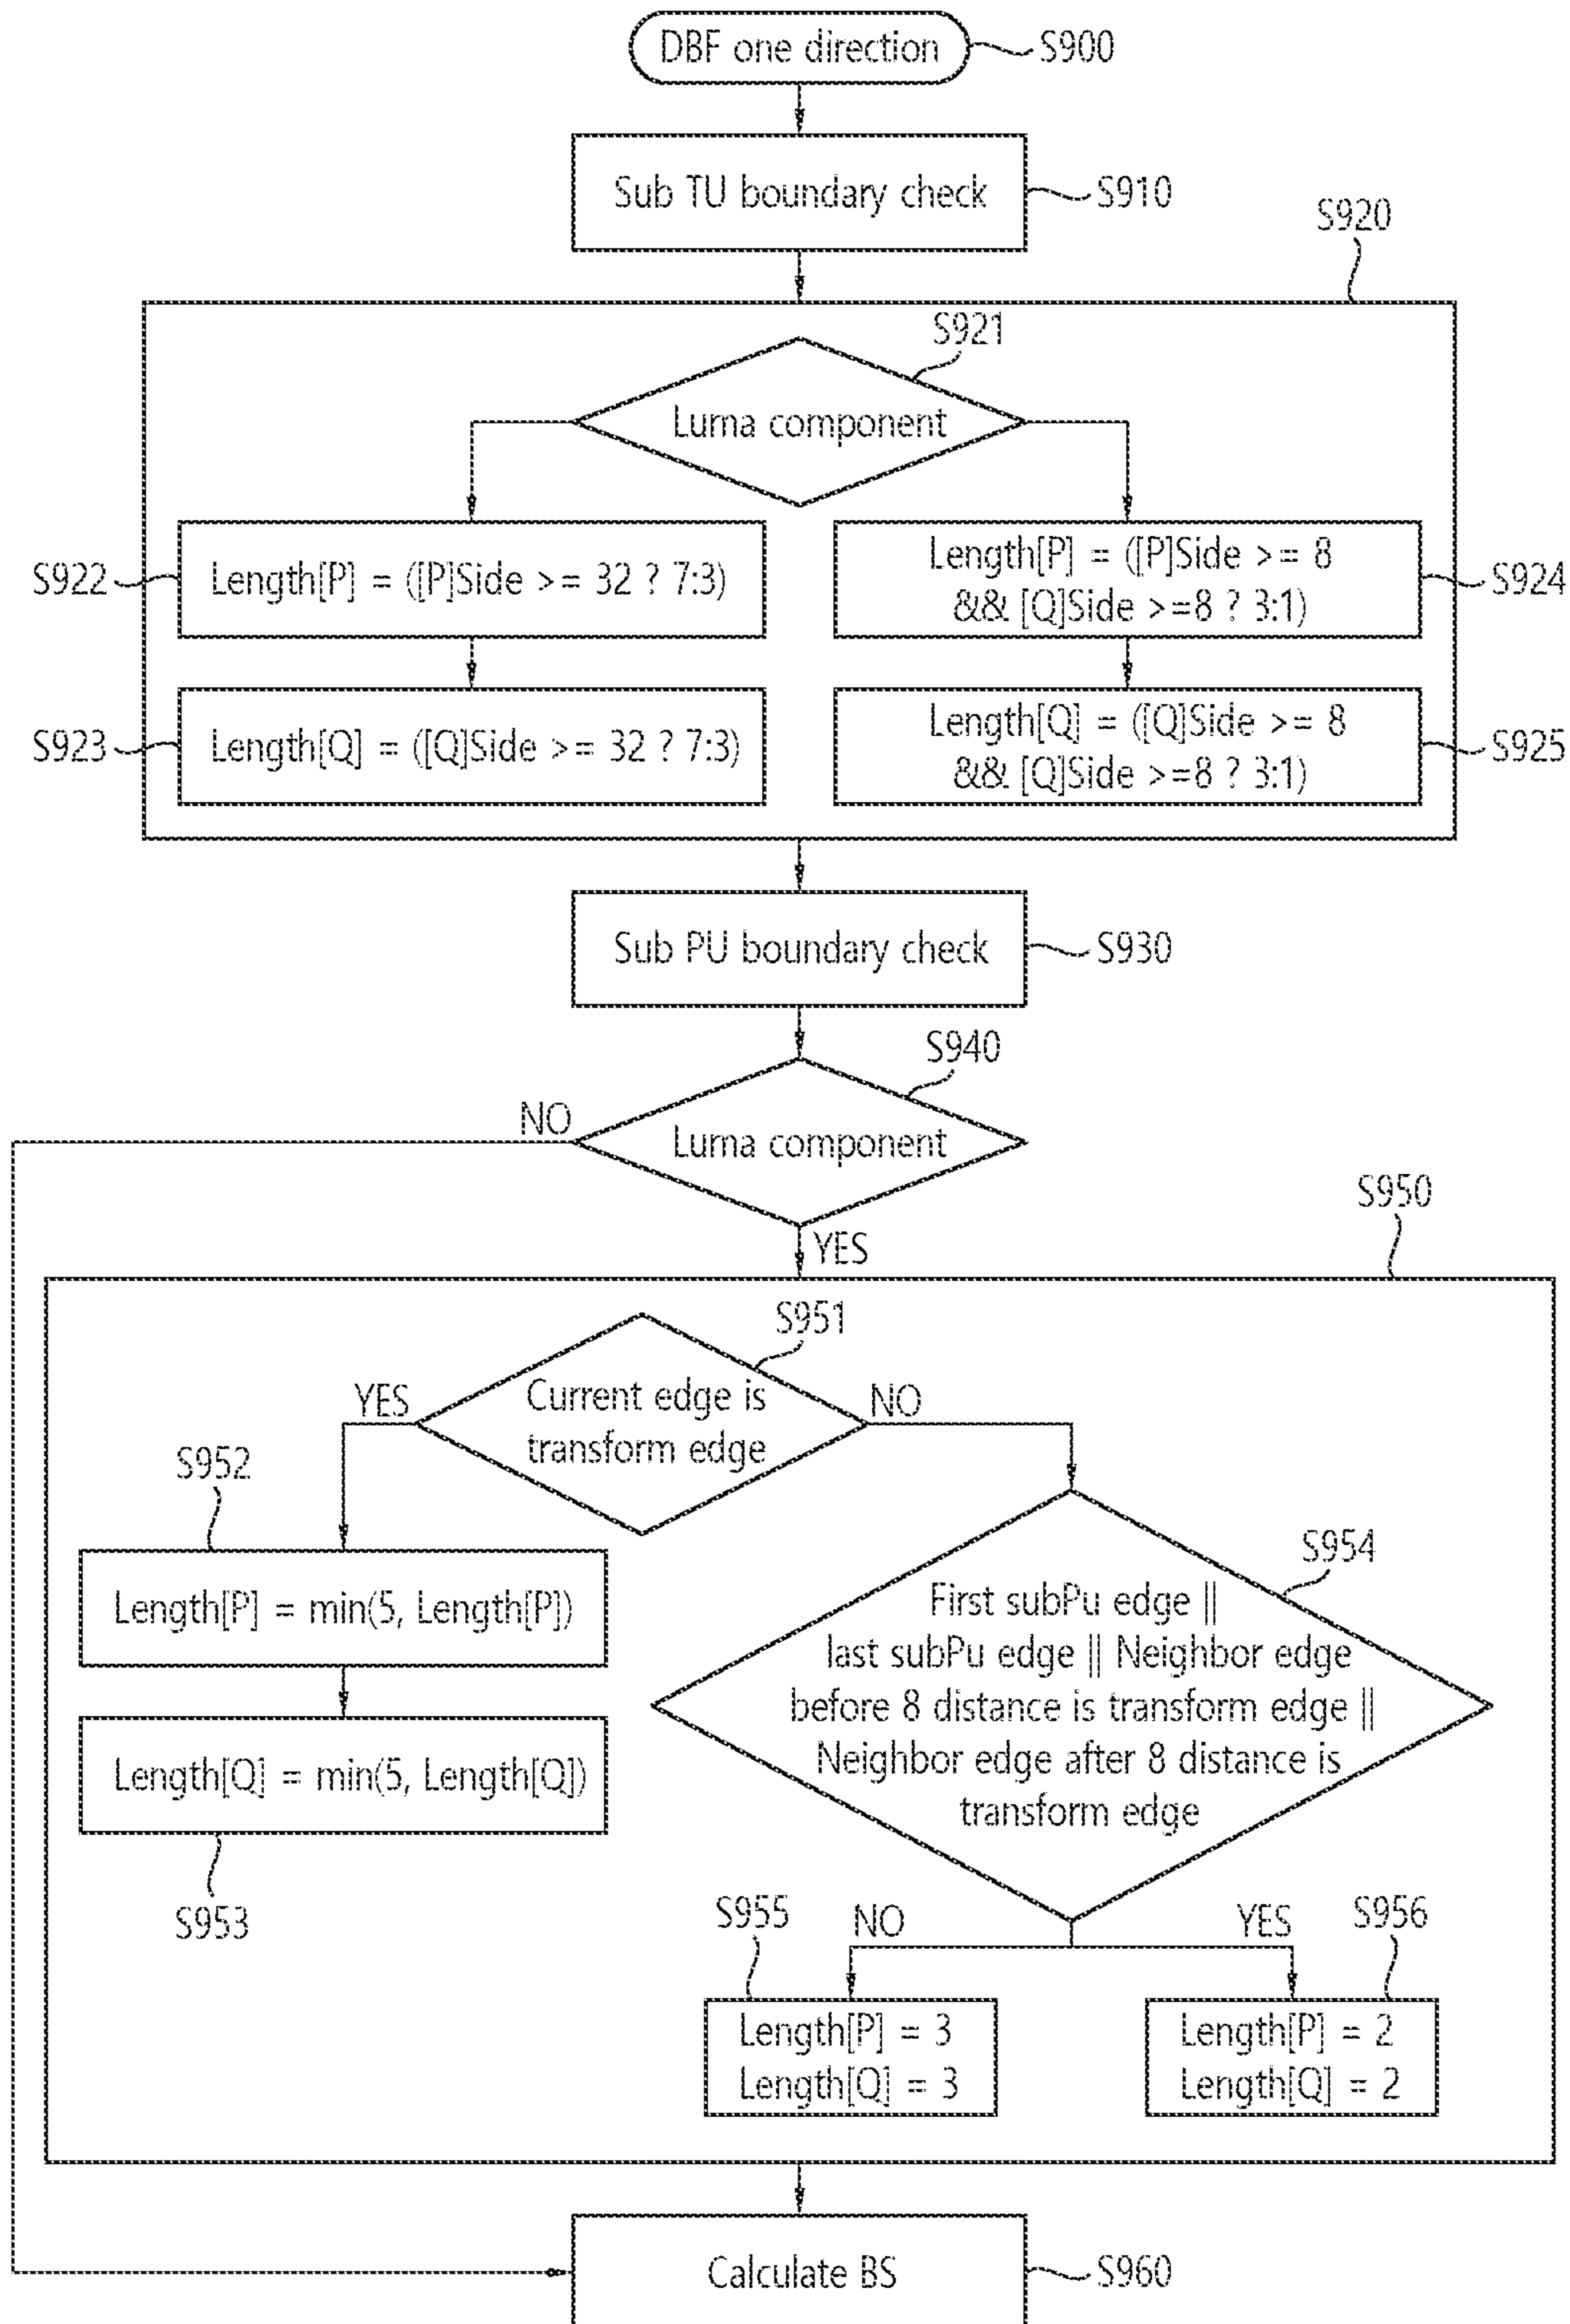 DBF one direction
S900
Sub TU boundary check
S910
S920
S921
Luma component
S922
Length[P] = ([P]Side >= 32 ? 7:3)
Length[P] = ([P]Side >= 8
&& [Q]Side >=8 ? 3:1)
S924
S923
Length[Q] = ([Q]Side >= 32 ? 7:3)
Length[Q] = ([Q]Side >= 8
&& [Q]Side >=8 ? 3:1)
S925
Sub PU boundary check
S930
S940
NO
Luma component
YES
S950
S951
YES
Current edge is
transform edge
NO
S952
Length[P] = min(5, Length[P])
Length[Q] = min(5, Length[Q])
S953
S954
First subPu edge ||
last subPu edge || Neighbor edge
before 8 distance is transform edge ||
Neighbor edge after 8 distance is
transform edge
S955
NO
YES
S956
Length[P] = 3
Length[Q] = 3
Length[P] = 2
Length[Q] = 2
Calculate BS
S960